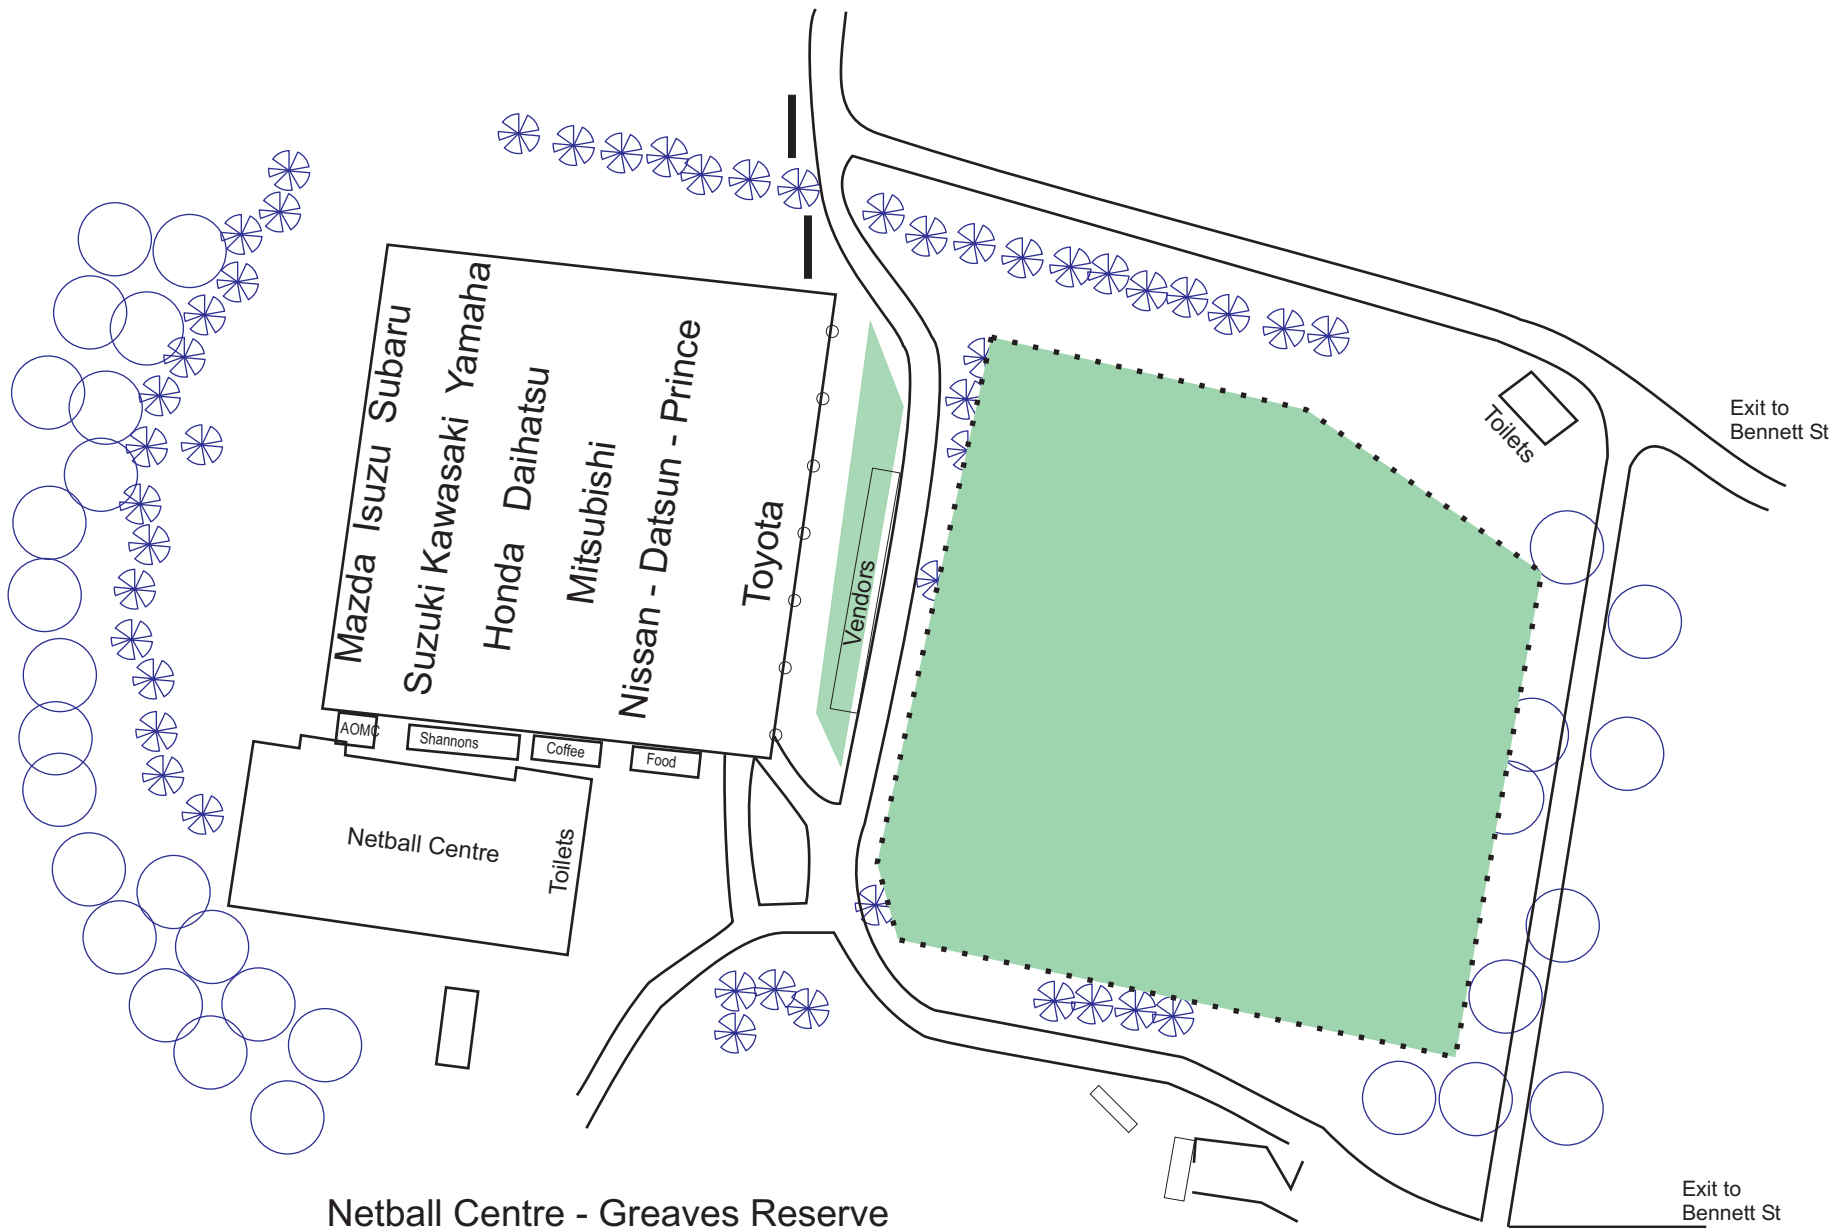 Mazda Isuzu Subaru
Suzuki Kawasaki Yamaha
Honda Daihatsu
Mitsubishi
Nissan - Datsun - Prince
Toyota
Vendors
Toilets
Exit to
Bennett St
AOMC
Shannons
Coffee
Food
Netball Centre
Toilets
Exit to
Bennett St
Netball Centre - Greaves Reserve